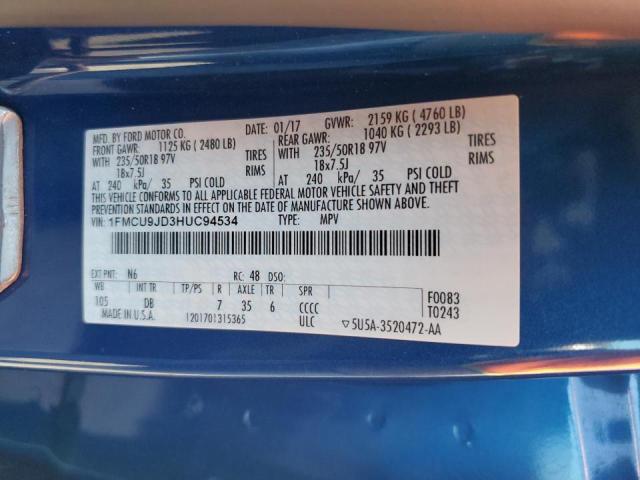 MFD. BY FORD MOTOR CO. DATE: 01/17 GVWR: 2159 KG ( 4760 LB)
FRONT GAWR: 1125 KG ( 2480 LB) REAR GAWR: 1040 KG ( 2293 LB)
WITH 235/50R18 97V TIRES WITH 235/50R18 97V TIRES
18x7.5J RIMS 18x7.5J RIMS
AT 240 kPa/ 35 PSI COLD AT 240 kPa/ 35 PSI COLD
THIS VEHICLE CONFORMS TO ALL APPLICABLE FEDERAL MOTOR VEHICLE SAFETY AND THEFT
PREVENTION STANDARDS IN EFFECT ON THE DATE OF MANUFACTURE SHOWN ABOVE.
VIN: 1FMCU9JD3HUC94534 TYPE: MPV
EXT PNT: N6 RC: 48 DSO:
WB INT TR TP/PS R AXLE TR SPR F0083
105 DB 7 35 6 CCCC T0243
MADE IN U.S.A. 1201701315365 ULC ▽5U5A-3520472-AA